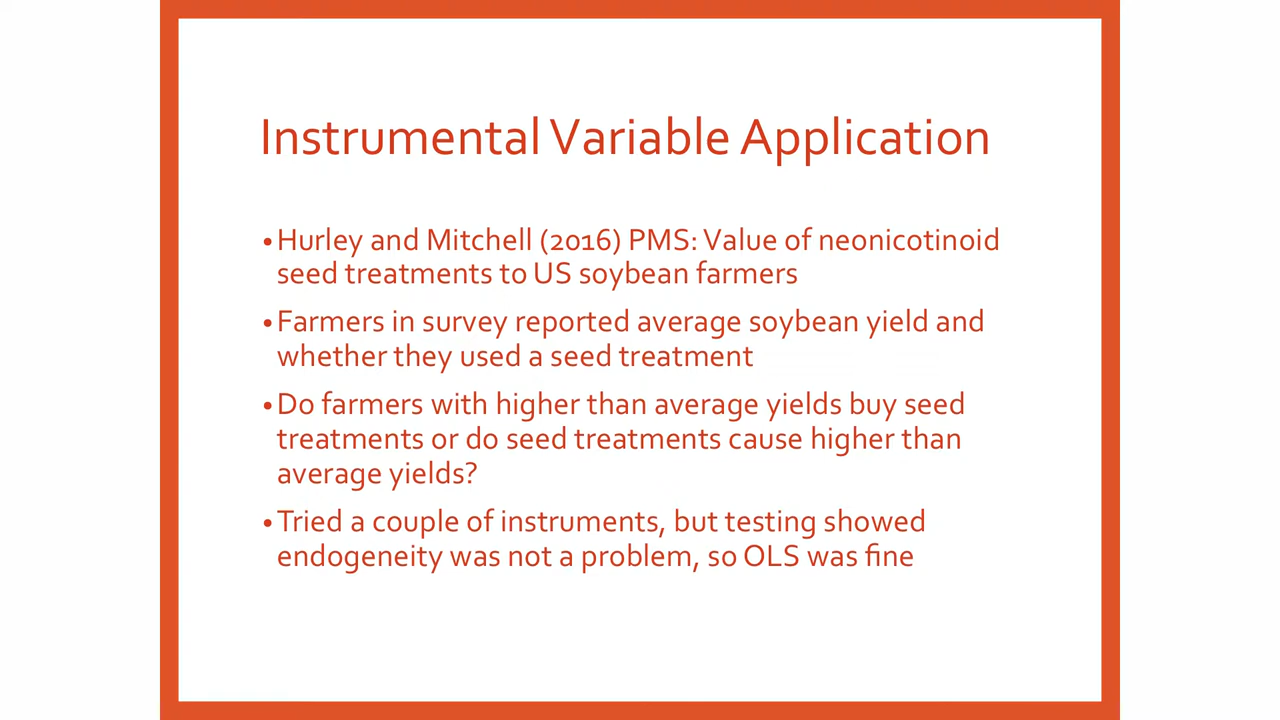 Instrumental Variable Application
• Hurley and Mitchell (2016) PMS: Value of neonicotinoid
seed treatments to US soybean farmers
• Farmers in survey reported average soybean yield and
whether they used a seed treatment
• Do farmers with higher than average yields buy seed
treatments or do seed treatments cause higher than
average yields?
• Tried a couple of instruments, but testing showed
endogeneity was not a problem, so OLS was fine